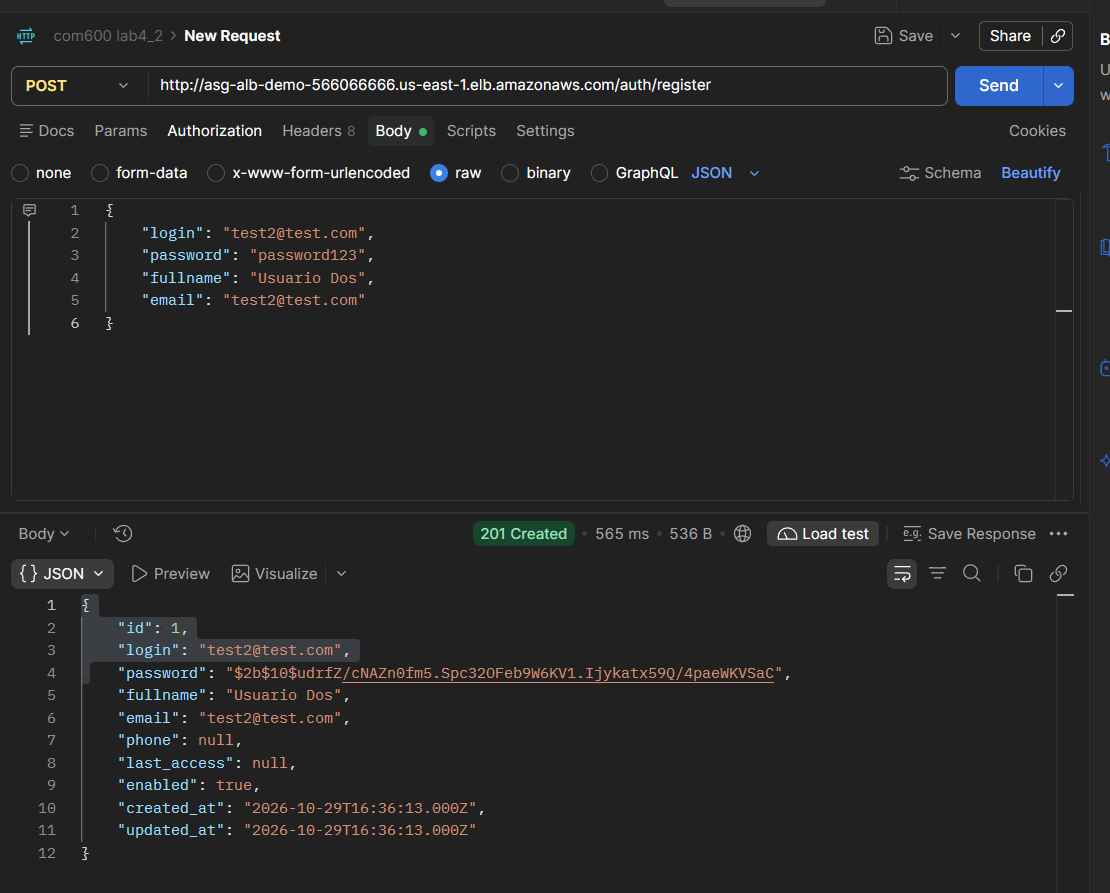 HTTP com600 lab4_2 > New Request Save Share
POST http://asg-alb-demo-566066666.us-east-1.elb.amazonaws.com/auth/register Send
Docs Params Authorization Headers 8 Body Scripts Settings Cookies
none form-data x-www-form-urlencoded raw binary GraphQL JSON Schema Beautify
1 {
2 "login": "test2@test.com",
3 "password": "password123",
4 "fullname": "Usuario Dos",
5 "email": "test2@test.com"
6 }
Body 201 Created 565 ms 536 B Load test e.g. Save Response
{} JSON Preview Visualize
1 {
2 "id": 1,
3 "login": "test2@test.com",
4 "password": "$2b$10$udrfZ/cNAZn0fm5.Spc32OFeb9W6KV1.Ijykatx59Q/4paeWKVSaC",
5 "fullname": "Usuario Dos",
6 "email": "test2@test.com",
7 "phone": null,
8 "last_access": null,
9 "enabled": true,
10 "created_at": "2026-10-29T16:36:13.000Z",
11 "updated_at": "2026-10-29T16:36:13.000Z"
12 }